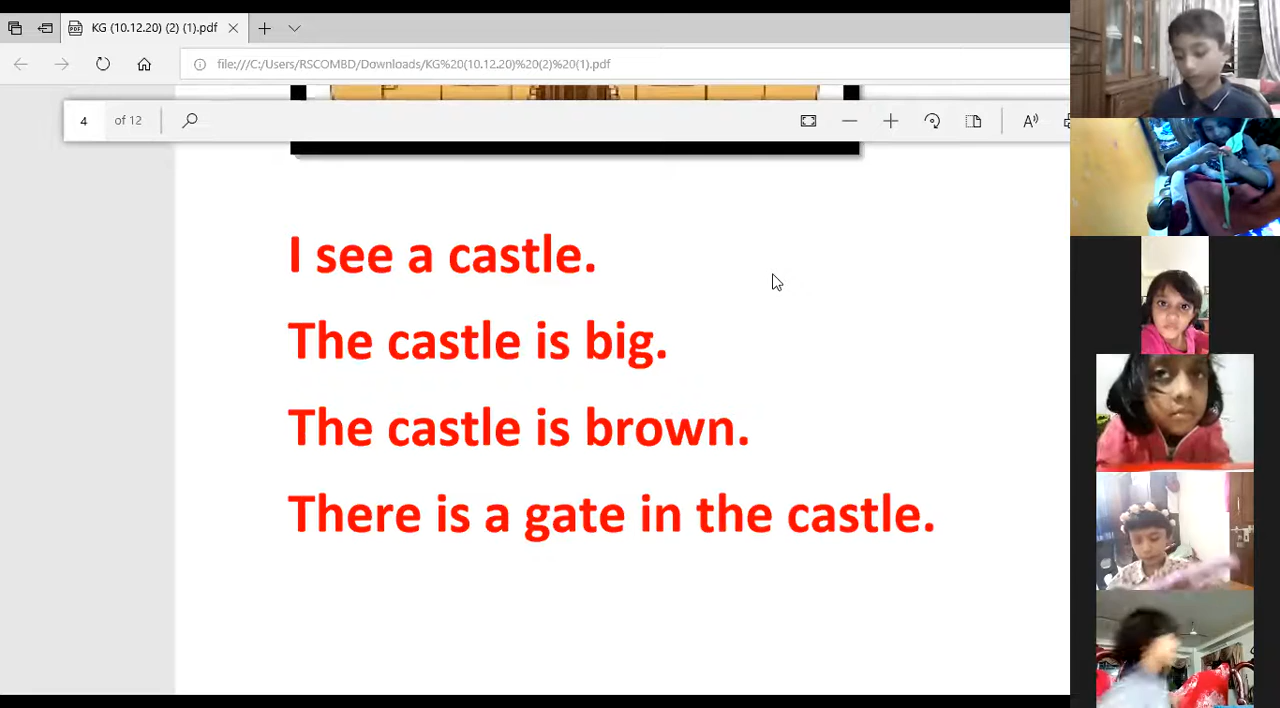 KG (10.12.20) (2) (1).pdf
file:///C:/Users/RSCOMBD/Downloads/KG%20(10.12.20)%20(2)%20(1).pdf
4 of 12
I see a castle.
The castle is big.
The castle is brown.
There is a gate in the castle.